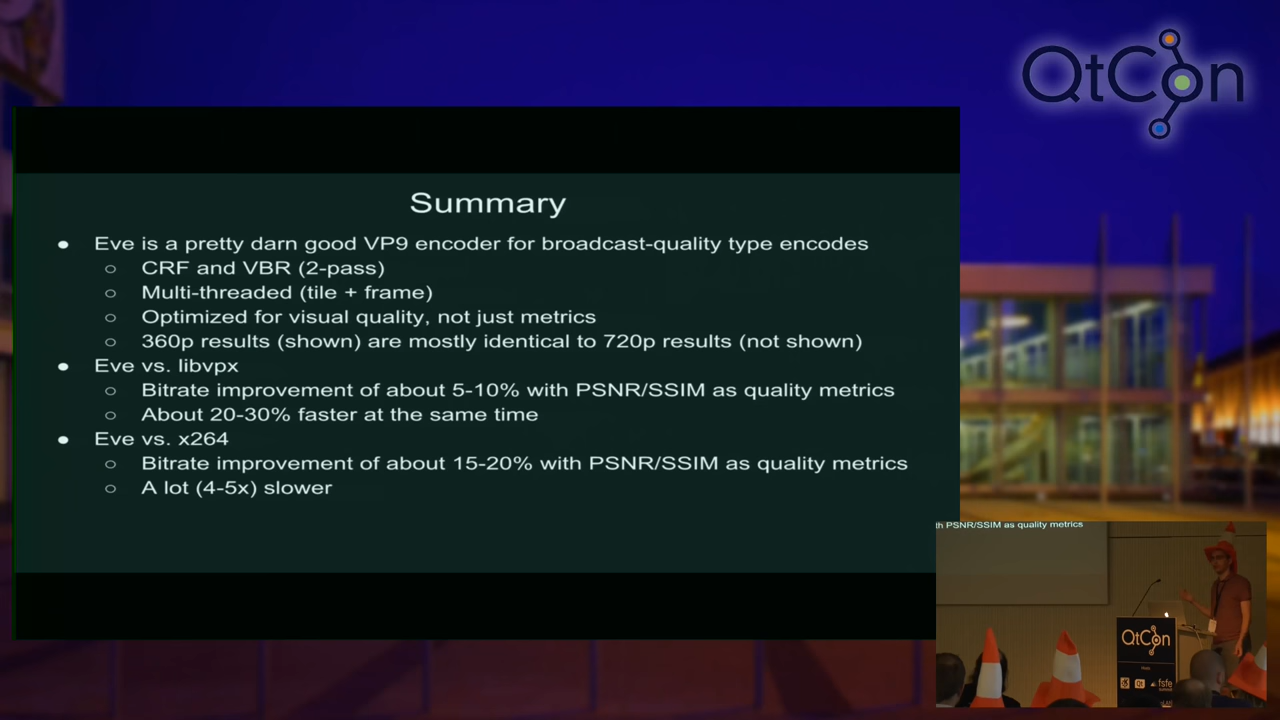 QtCon
Summary
● Eve is a pretty darn good VP9 encoder for broadcast-quality type encodes
○ CRF and VBR (2-pass)
○ Multi-threaded (tile + frame)
○ Optimized for visual quality, not just metrics
○ 360p results (shown) are mostly identical to 720p results (not shown)
● Eve vs. libvpx
○ Bitrate improvement of about 5-10% with PSNR/SSIM as quality metrics
○ About 20-30% faster at the same time
● Eve vs. x264
○ Bitrate improvement of about 15-20% with PSNR/SSIM as quality metrics
○ A lot (4-5x) slower
th PSNR/SSIM as quality metrics
QtCon
Qt
fsfe